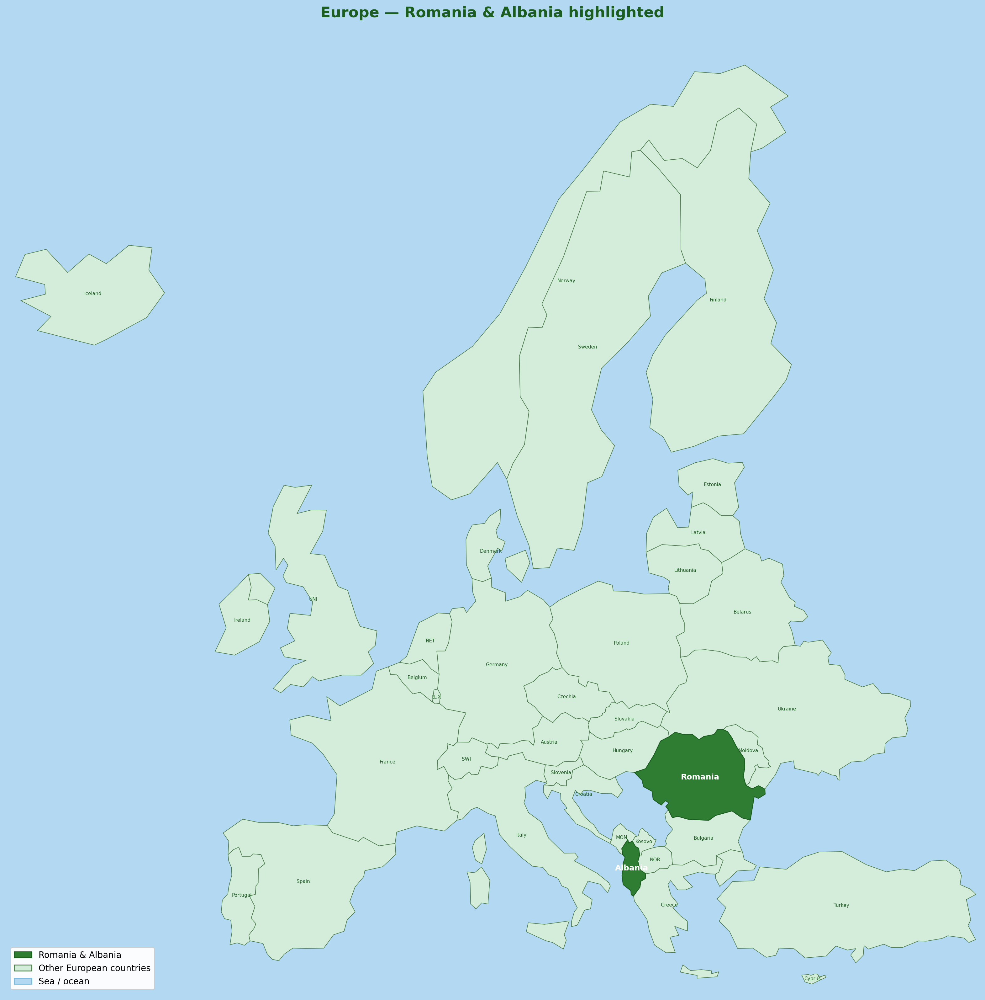 Europe — Romania & Albania highlighted
Iceland
Norway
Finland
Sweden
Estonia
Latvia
Denmark
Lithuania
UNI
Belarus
Ireland
NET
Poland
Germany
Belgium
LUX
Czechia
Ukraine
Slovakia
Austria
Hungary
Moldova
SWI
France
Slovenia
Romania
Croatia
Italy
MON
Bulgaria
Kosovo
NOR
Albania
Spain
Portugal
Greece
Turkey
Cyprus
Romania & Albania
Other European countries
Sea / ocean